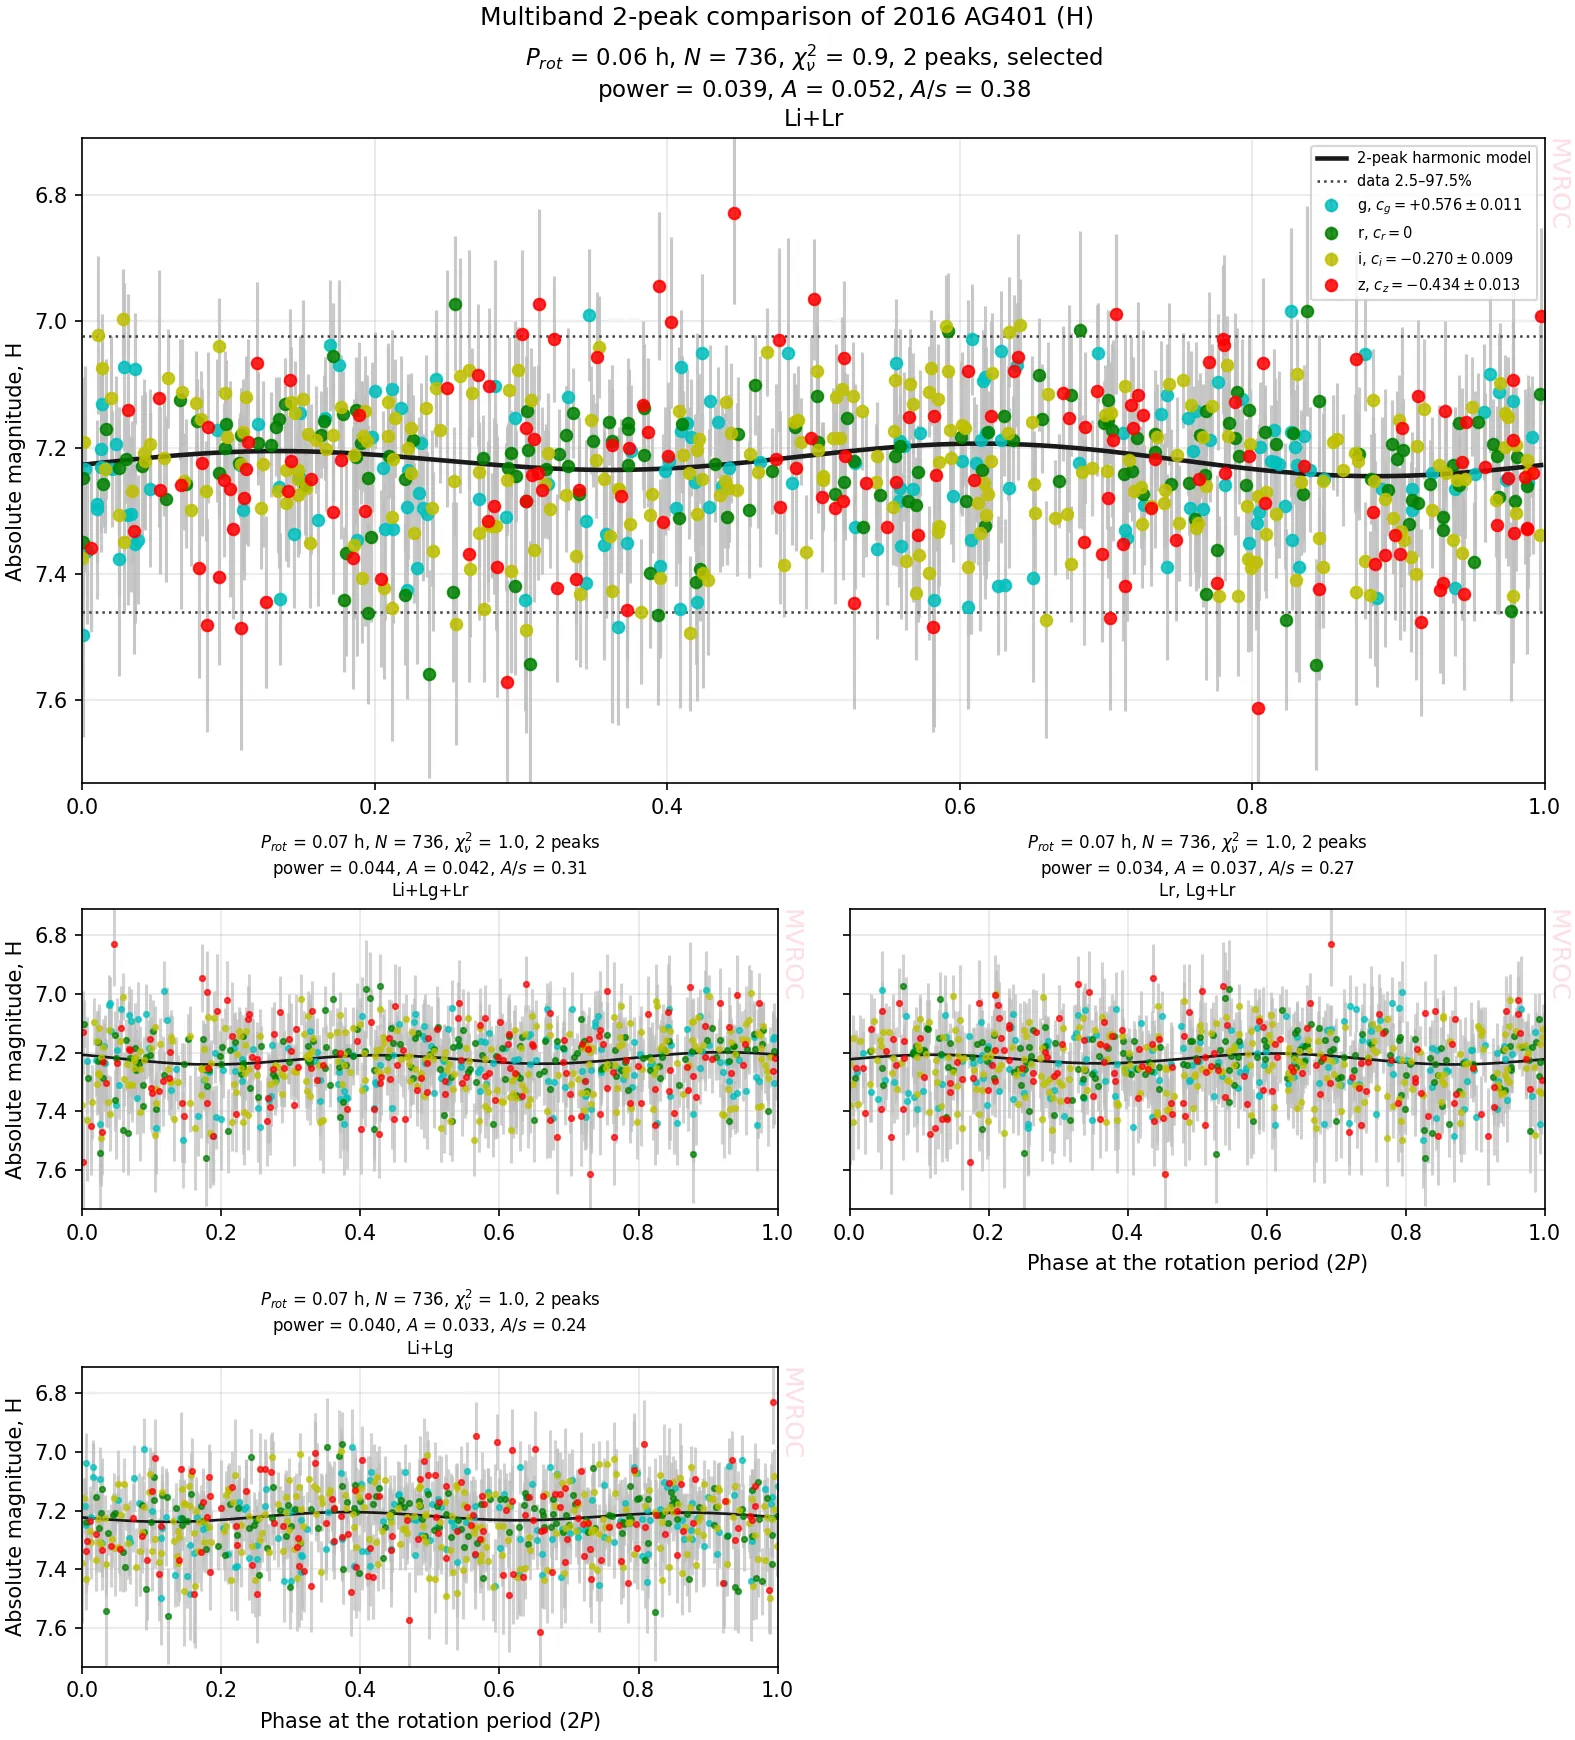 Multiband 2-peak comparison of 2016 AG401 (H)
P_rot = 0.06 h, N = 736, χ²_ν = 0.9, 2 peaks, selected
power = 0.039, A = 0.052, A/s = 0.38
Li+Lr
2-peak harmonic model
data 2.5–97.5%
g, c_g = +0.576 ± 0.011
r, c_r = 0
i, c_i = −0.270 ± 0.009
z, c_z = −0.434 ± 0.013
MVROC
Absolute magnitude, H
6.8
7.0
7.2
7.4
7.6
0.0 0.2 0.4 0.6 0.8 1.0
P_rot = 0.07 h, N = 736, χ²_ν = 1.0, 2 peaks
power = 0.044, A = 0.042, A/s = 0.31
Li+Lg+Lr
MVROC
Absolute magnitude, H
6.8
7.0
7.2
7.4
7.6
0.0 0.2 0.4 0.6 0.8 1.0
P_rot = 0.07 h, N = 736, χ²_ν = 1.0, 2 peaks
power = 0.034, A = 0.037, A/s = 0.27
Lr, Lg+Lr
MVROC
0.0 0.2 0.4 0.6 0.8 1.0
Phase at the rotation period (2P)
P_rot = 0.07 h, N = 736, χ²_ν = 1.0, 2 peaks
power = 0.040, A = 0.033, A/s = 0.24
Li+Lg
MVROC
Absolute magnitude, H
6.8
7.0
7.2
7.4
7.6
0.0 0.2 0.4 0.6 0.8 1.0
Phase at the rotation period (2P)